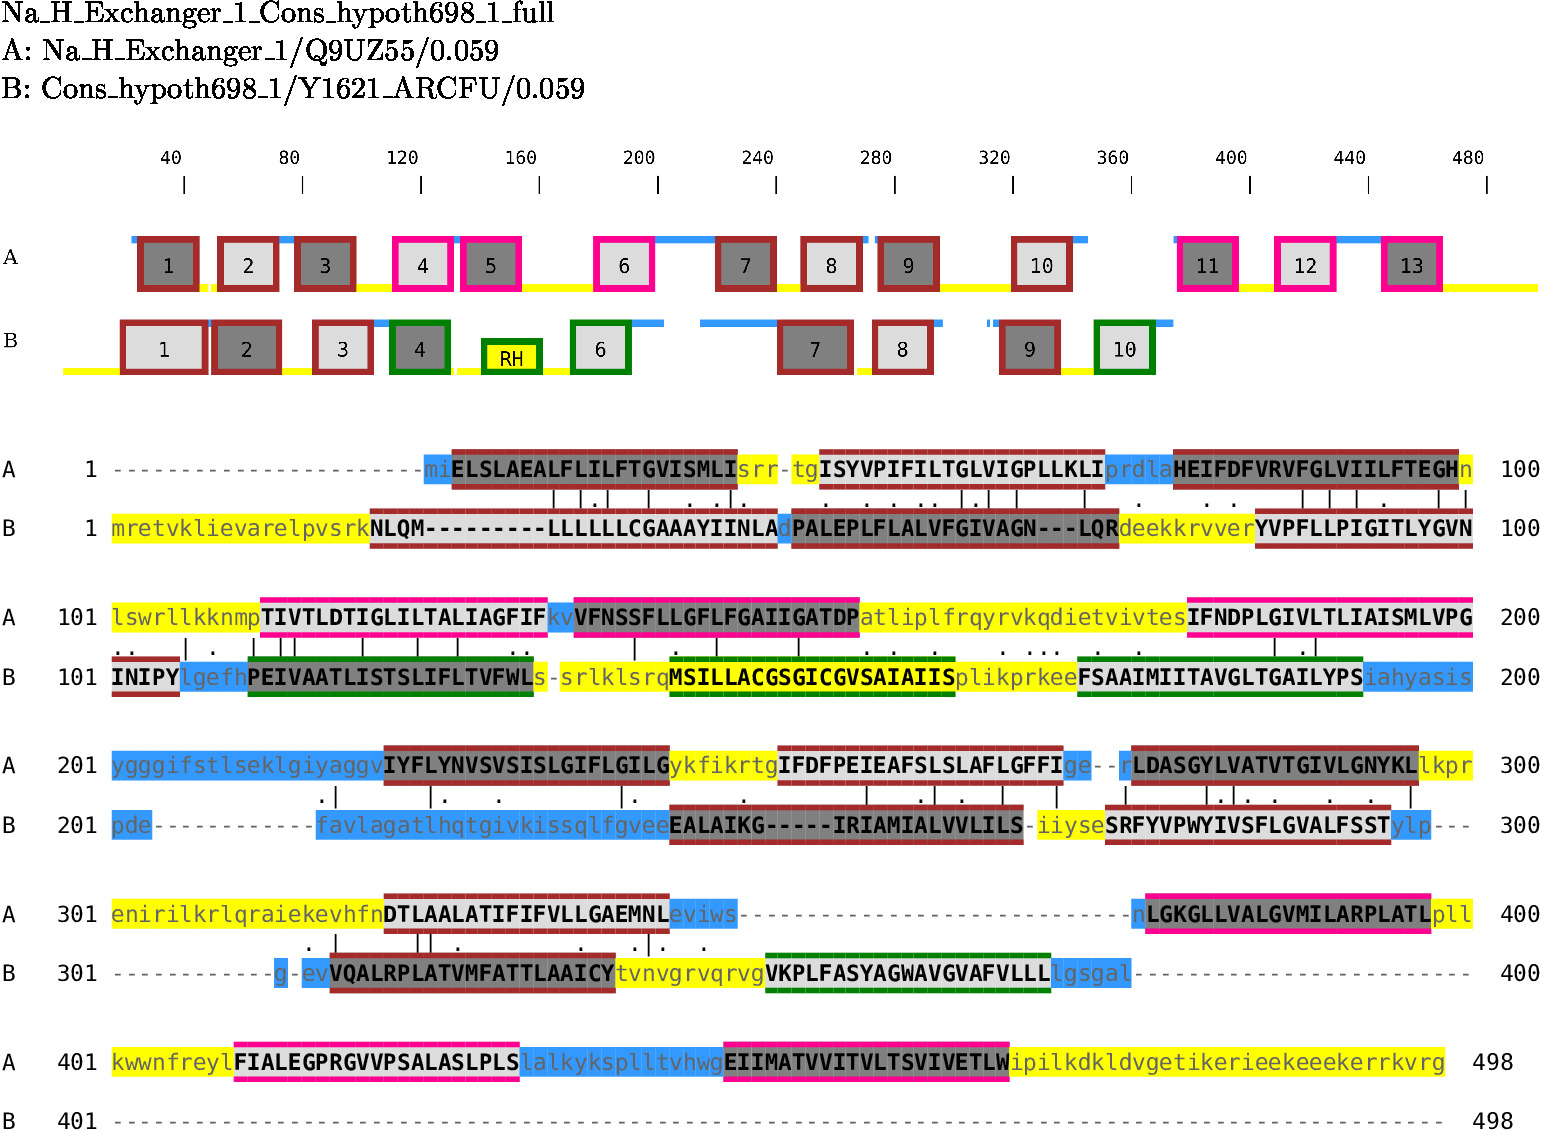 Na_H_Exchanger_1_Cons_hypoth698_1_full
A: Na_H_Exchanger_1/Q9UZ55/0.059
B: Cons_hypoth698_1/Y1621_ARCFU/0.059
40 80 120 160 200 240 280 320 360 400 440 480
A 1 2 3 4 5 6 7 8 9 10 11 12 13
B 1 2 3 4 RH 6 7 8 9 10
A 1 -----------------------miELSLAEALFLILFTGVISMLIsrr-tgISYVPIFILTGLVIGPLLKLIprdlaHEIFDFVRVFGLVIILFTEGHn 100
B 1 mretvklievarelpvsrkNLQM---------LLLLLLCGAAAYIINLAdPALEPLFLALVFGIVAGN---LQRdeekkrvverYVPFLLPIGITLYGVN 100
A 101 lswrllkknmpTIVTLDTIGLILTALIAGFIFkvVFNSSFLLGFLFGAIIGATDPatliplfrqyrvkqdietvivtesIFNDPLGIVLTLIAISMLVPG 200
B 101 INIPYlgefhPEIVAATLISTSLIFLTVFWLs-srlklsrqMSILLACGSGICGVSAIAIISplikprkeeFSAAIMIITAVGLTGAILYPSiahyasis 200
A 201 ygggifstlseklgiyaggvIYFLYNVSVSISLGIFLGILGykfikrtgIFDFPEIEAFSLSLAFLGFFIge--rLDASGYLVATVTGIVLGNYKLlkpr 300
B 201 pde------------favlagatlhqtgivkissqlfgveeEALAIKG-----IRIAMIALVVLILS-iiyseSRFYVPWYIVSFLGVALFSSTylp--- 300
A 301 enirilkrlqraiekevhfnDTLAALATIFIFVLLGAEMNLeviws-----------------------------nLGKGLLVALGVMILARPLATLpll 400
B 301 ------------g-evVQALRPLATVMFATTLAAICYtvnvgrvqrvgVKPLFASYAGWAVGVAFVLLLlgsgal------------------------- 400
A 401 kwwnfreylFIALEGPRGVVPSALASLPLSlalkyksplltvhwgEIIMATVVITVLTSVIVETLWipilkdkldvgetikerieekeeekerrkvrg 498
B 401 -------------------------------------------------------------------------------------------------- 498